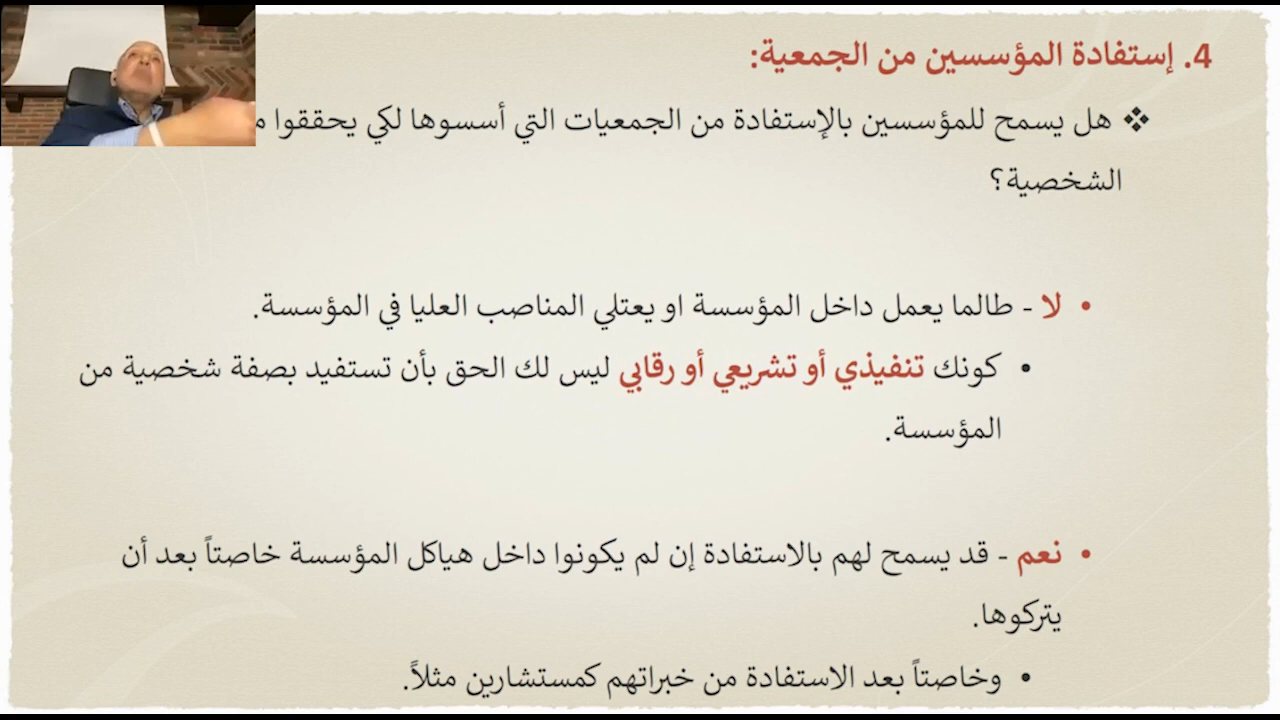 4. إستفادة المؤسسين من الجمعية:
❖ هل يسمح للمؤسسين بالإستفادة من الجمعيات التي أسسوها لكي يحققوا
الشخصية؟
• لا - طالما يعمل داخل المؤسسة او يعتلي المناصب العليا في المؤسسة.
• كونك تنفيذي أو تشريعي أو رقابي ليس لك الحق بأن تستفيد بصفة شخصية من
المؤسسة.
• نعم - قد يسمح لهم بالاستفادة إن لم يكونوا داخل هياكل المؤسسة خاصتاً بعد أن
يتركوها.
• وخاصتاً بعد الاستفادة من خبراتهم كمستشارين مثلاً.